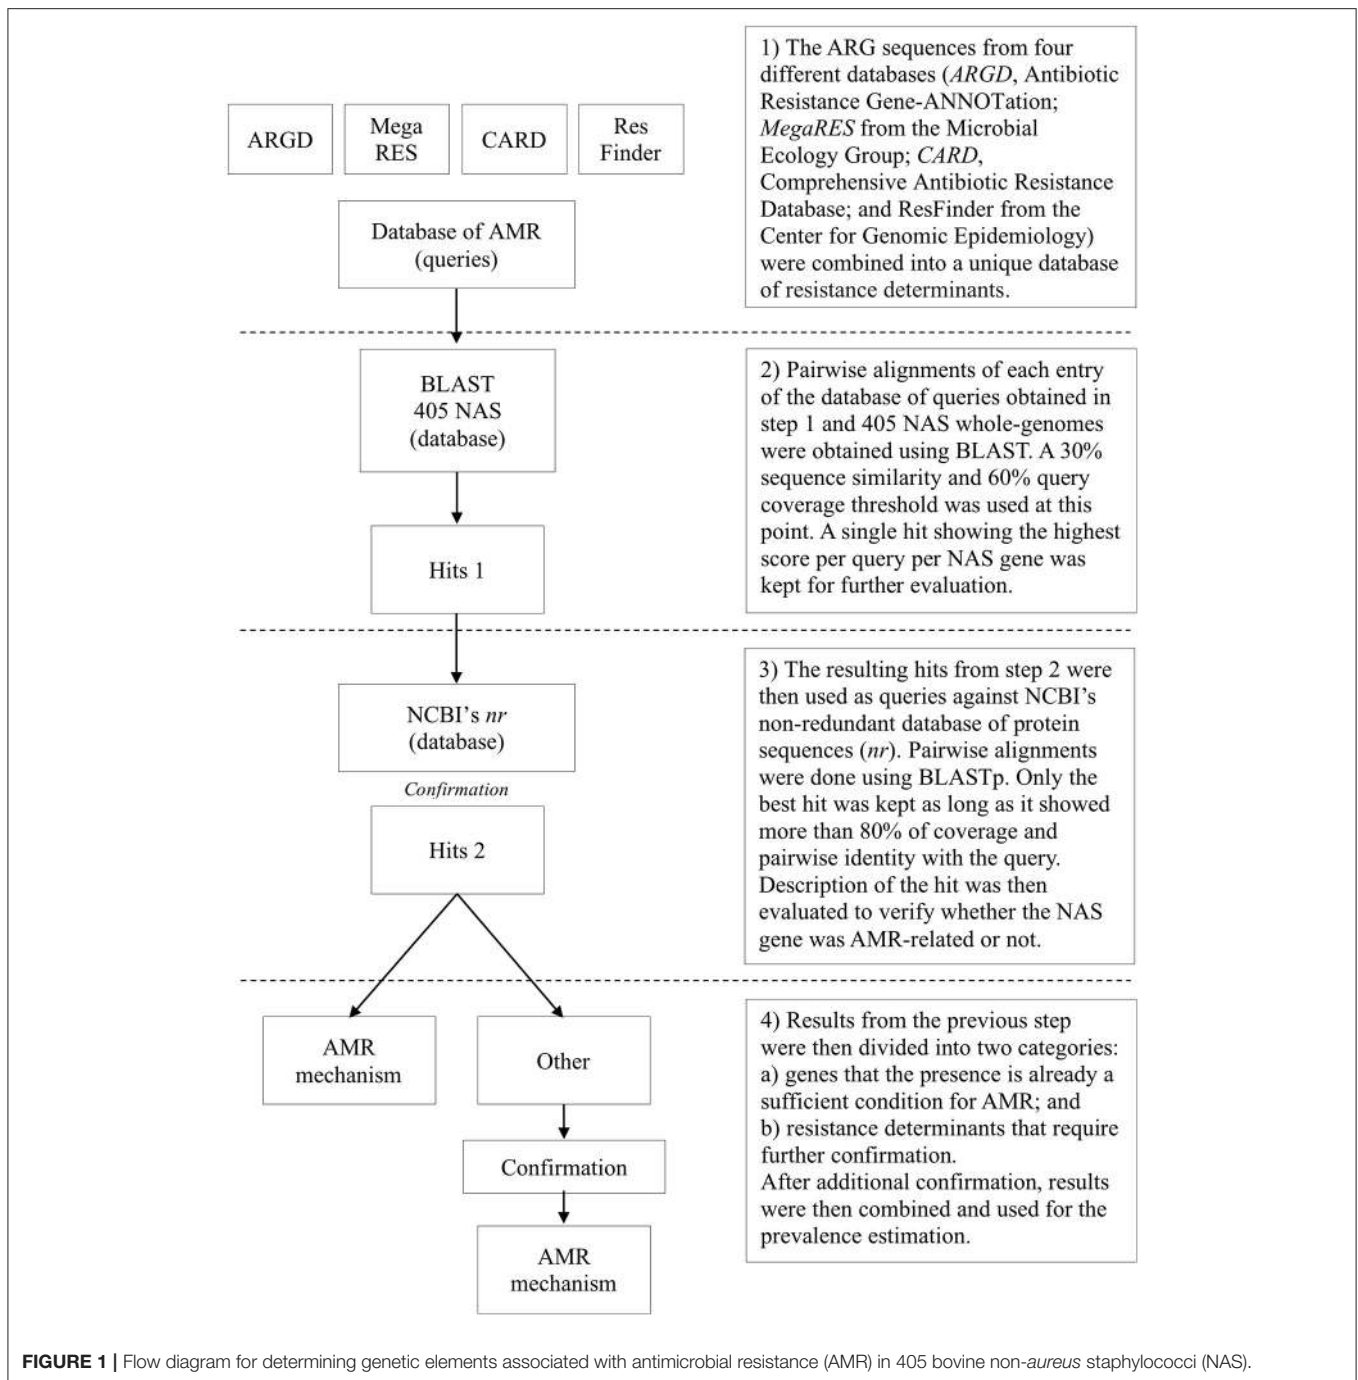 ARGD
Mega
RES
CARD
Res
Finder
Database of AMR
(queries)
1) The ARG sequences from four
different databases (ARGD, Antibiotic
Resistance Gene-ANNOTation;
MegaRES from the Microbial
Ecology Group; CARD,
Comprehensive Antibiotic Resistance
Database; and ResFinder from the
Center for Genomic Epidemiology)
were combined into a unique database
of resistance determinants.
BLAST
405 NAS
(database)
Hits 1
2) Pairwise alignments of each entry
of the database of queries obtained in
step 1 and 405 NAS whole-genomes
were obtained using BLAST. A 30%
sequence similarity and 60% query
coverage threshold was used at this
point. A single hit showing the highest
score per query per NAS gene was
kept for further evaluation.
NCBI's nr
(database)
Confirmation
Hits 2
3) The resulting hits from step 2 were
then used as queries against NCBI's
non-redundant database of protein
sequences (nr). Pairwise alignments
were done using BLASTp. Only the
best hit was kept as long as it showed
more than 80% of coverage and
pairwise identity with the query.
Description of the hit was then
evaluated to verify whether the NAS
gene was AMR-related or not.
AMR
mechanism
Other
Confirmation
AMR
mechanism
4) Results from the previous step
were then divided into two categories:
a) genes that the presence is already a
sufficient condition for AMR; and
b) resistance determinants that require
further confirmation.
After additional confirmation, results
were then combined and used for the
prevalence estimation.
FIGURE 1 | Flow diagram for determining genetic elements associated with antimicrobial resistance (AMR) in 405 bovine non-aureus staphylococci (NAS).